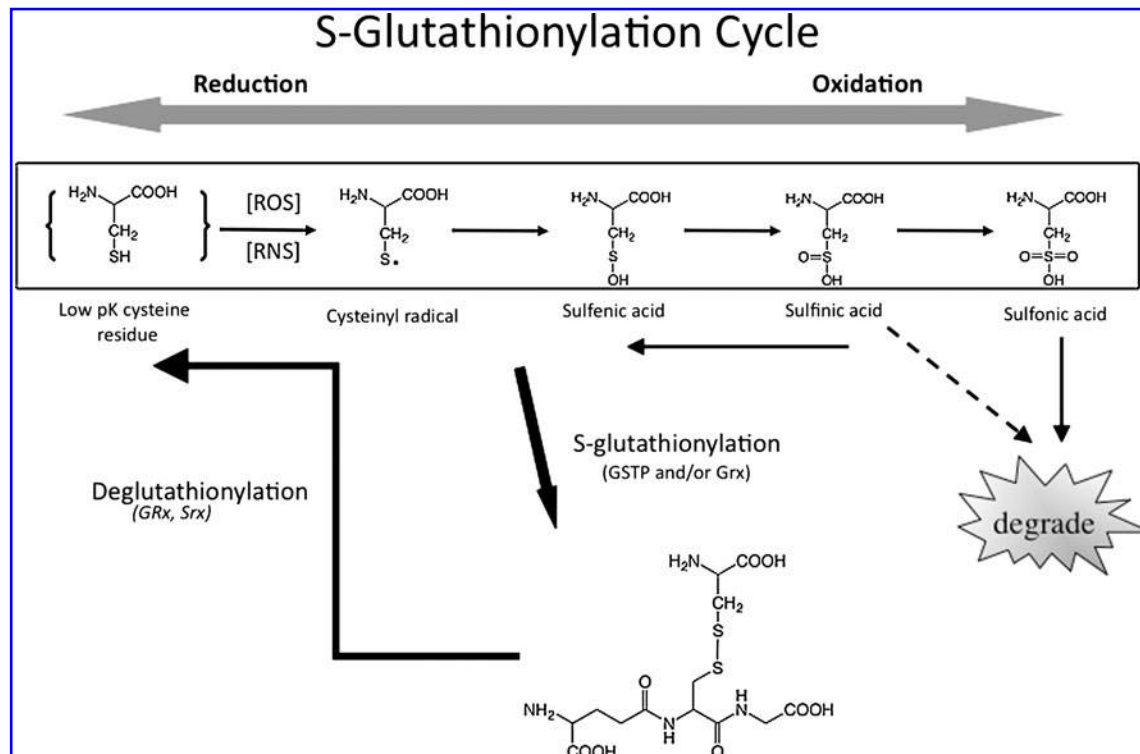 S-Glutathionylation Cycle
Reduction
Oxidation
H₂N
COOH
CH₂
SH
[ROS]
[RNS]
H₂N
COOH
CH₂
S•
H₂N
COOH
CH₂
S
OH
H₂N
COOH
CH₂
O=S
OH
H₂N
COOH
CH₂
O=S=O
OH
Low pK cysteine
residue
Cysteinyl radical
Sulfenic acid
Sulfinic acid
Sulfonic acid
S-glutathionylation
(GSTP and/or Grx)
Deglutathionylation
(GRx, Srx)
degrade
H₂N
COOH
CH₂
S
S
O
H
N
NH₂
N
H
COOH
O
COOH